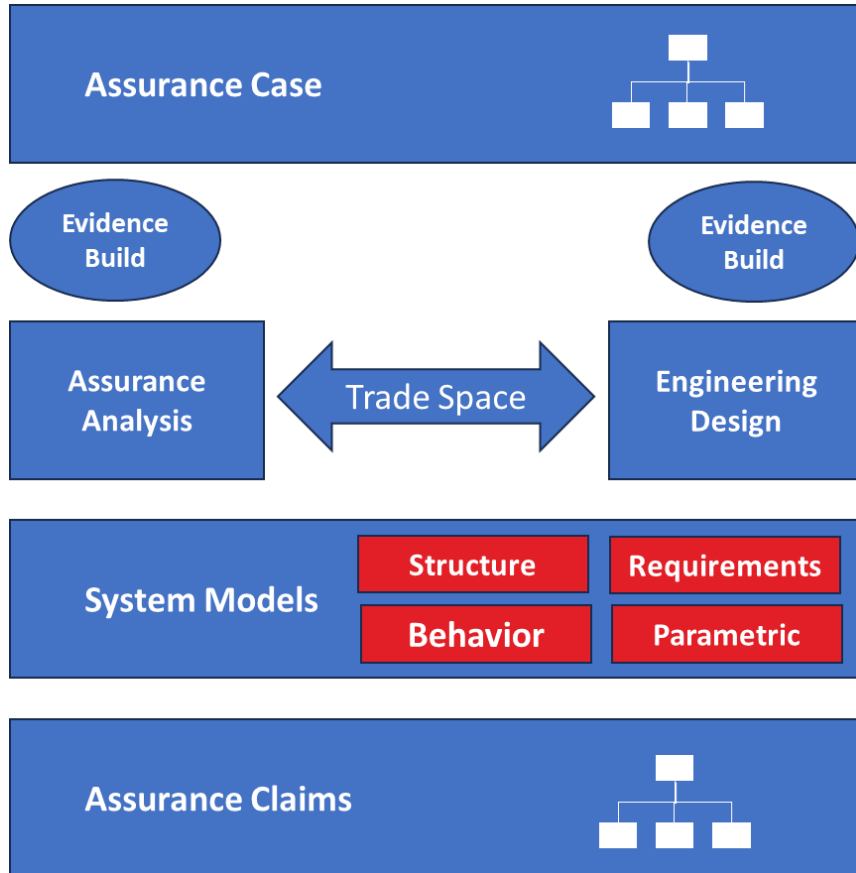 Assurance Case
Evidence
Build
Evidence
Build
Assurance
Analysis
Trade Space
Engineering
Design
System Models
Structure
Requirements
Behavior
Parametric
Assurance Claims